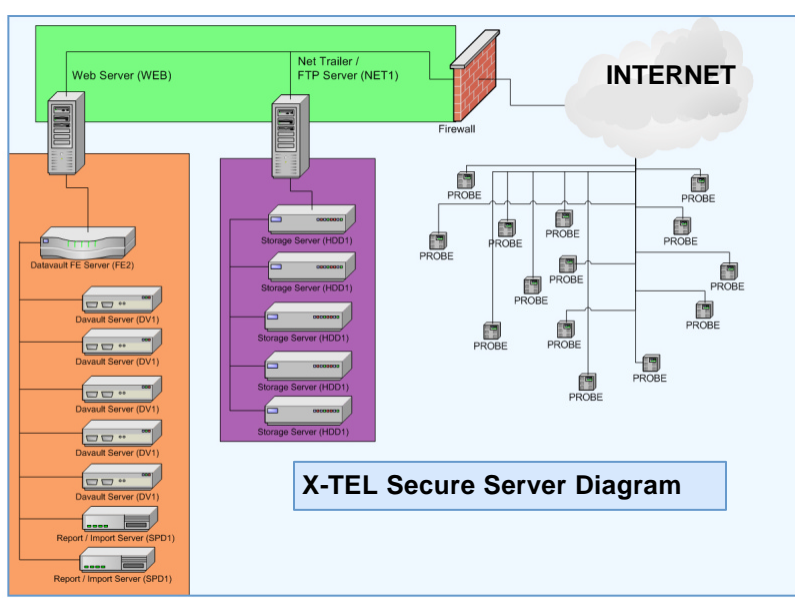 Web Server (WEB)
Net Trailer /
FTP Server (NET1)
Firewall
INTERNET
Datavault FE Server (FE2)
Davault Server (DV1)
Davault Server (DV1)
Davault Server (DV1)
Davault Server (DV1)
Davault Server (DV1)
Report / Import Server (SPD1)
Report / Import Server (SPD1)
Storage Server (HDD1)
Storage Server (HDD1)
Storage Server (HDD1)
Storage Server (HDD1)
Storage Server (HDD1)
PROBE
PROBE
PROBE
PROBE
PROBE
PROBE
PROBE
PROBE
PROBE
PROBE
PROBE
PROBE
PROBE
PROBE
X-TEL Secure Server Diagram